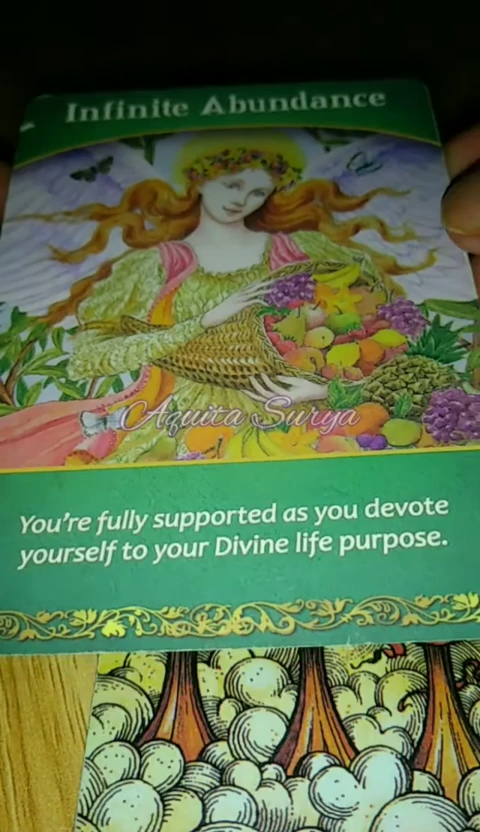 Infinite Abundance
Aquita Surya
You're fully supported as you devote
yourself to your Divine life purpose.